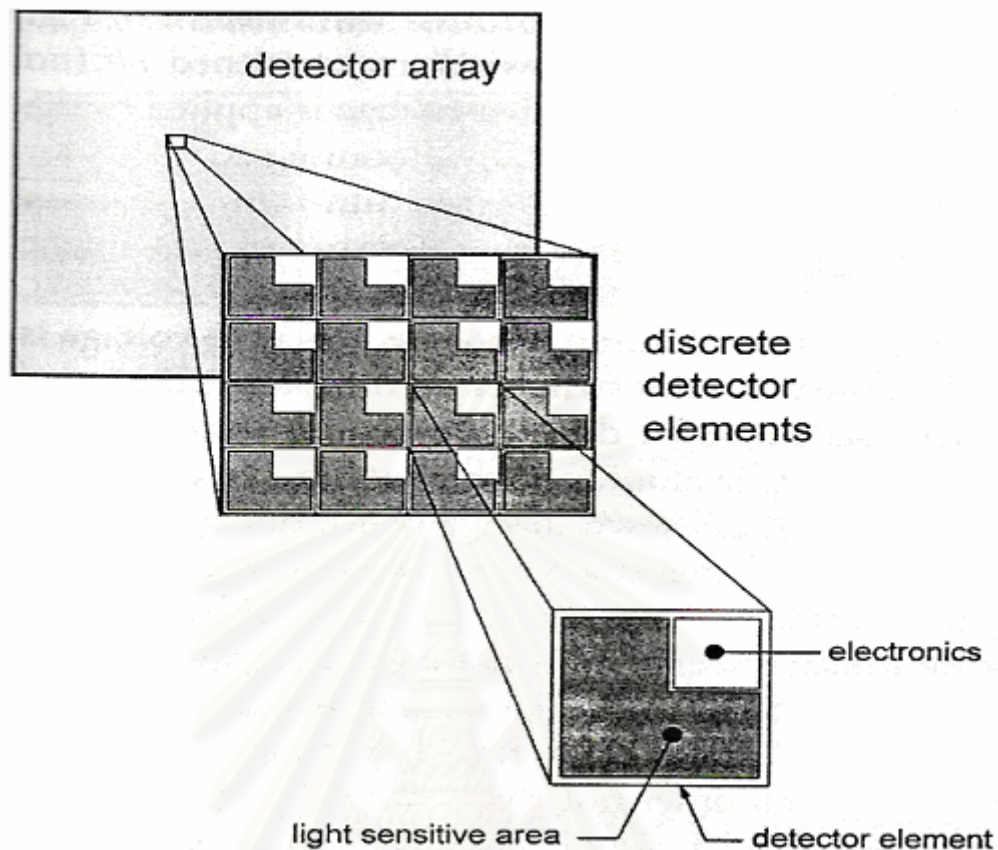 detector array
discrete
detector
elements
electronics
light sensitive area
detector element